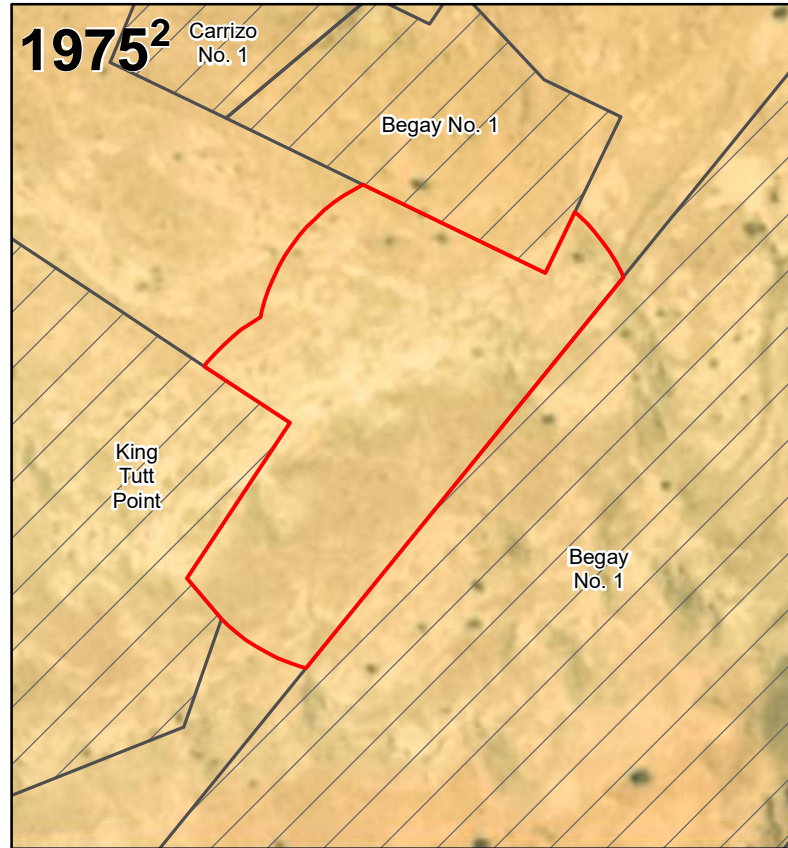 1975²
Carrizo
No. 1
Begay No. 1
King
Tutt
Point
Begay
No. 1